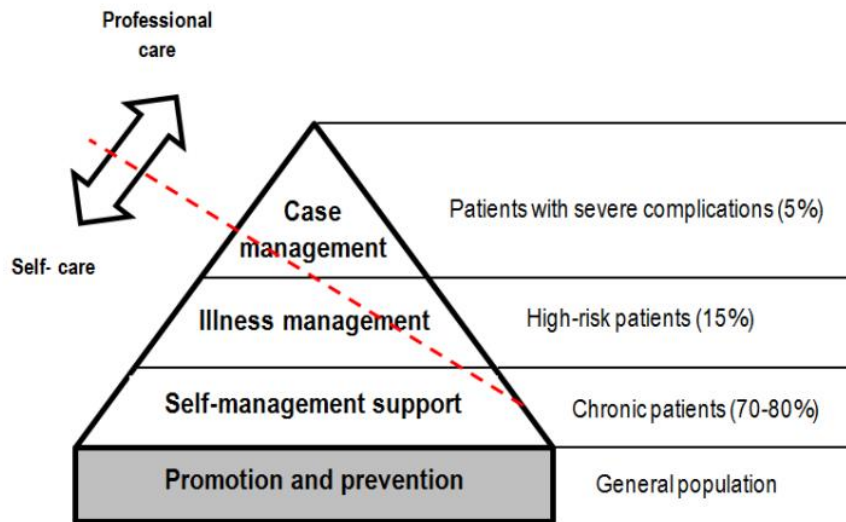 Professional
care
Self- care
Case
management
Patients with severe complications (5%)
Illness management
High-risk patients (15%)
Self-management support
Chronic patients (70-80%)
Promotion and prevention
General population